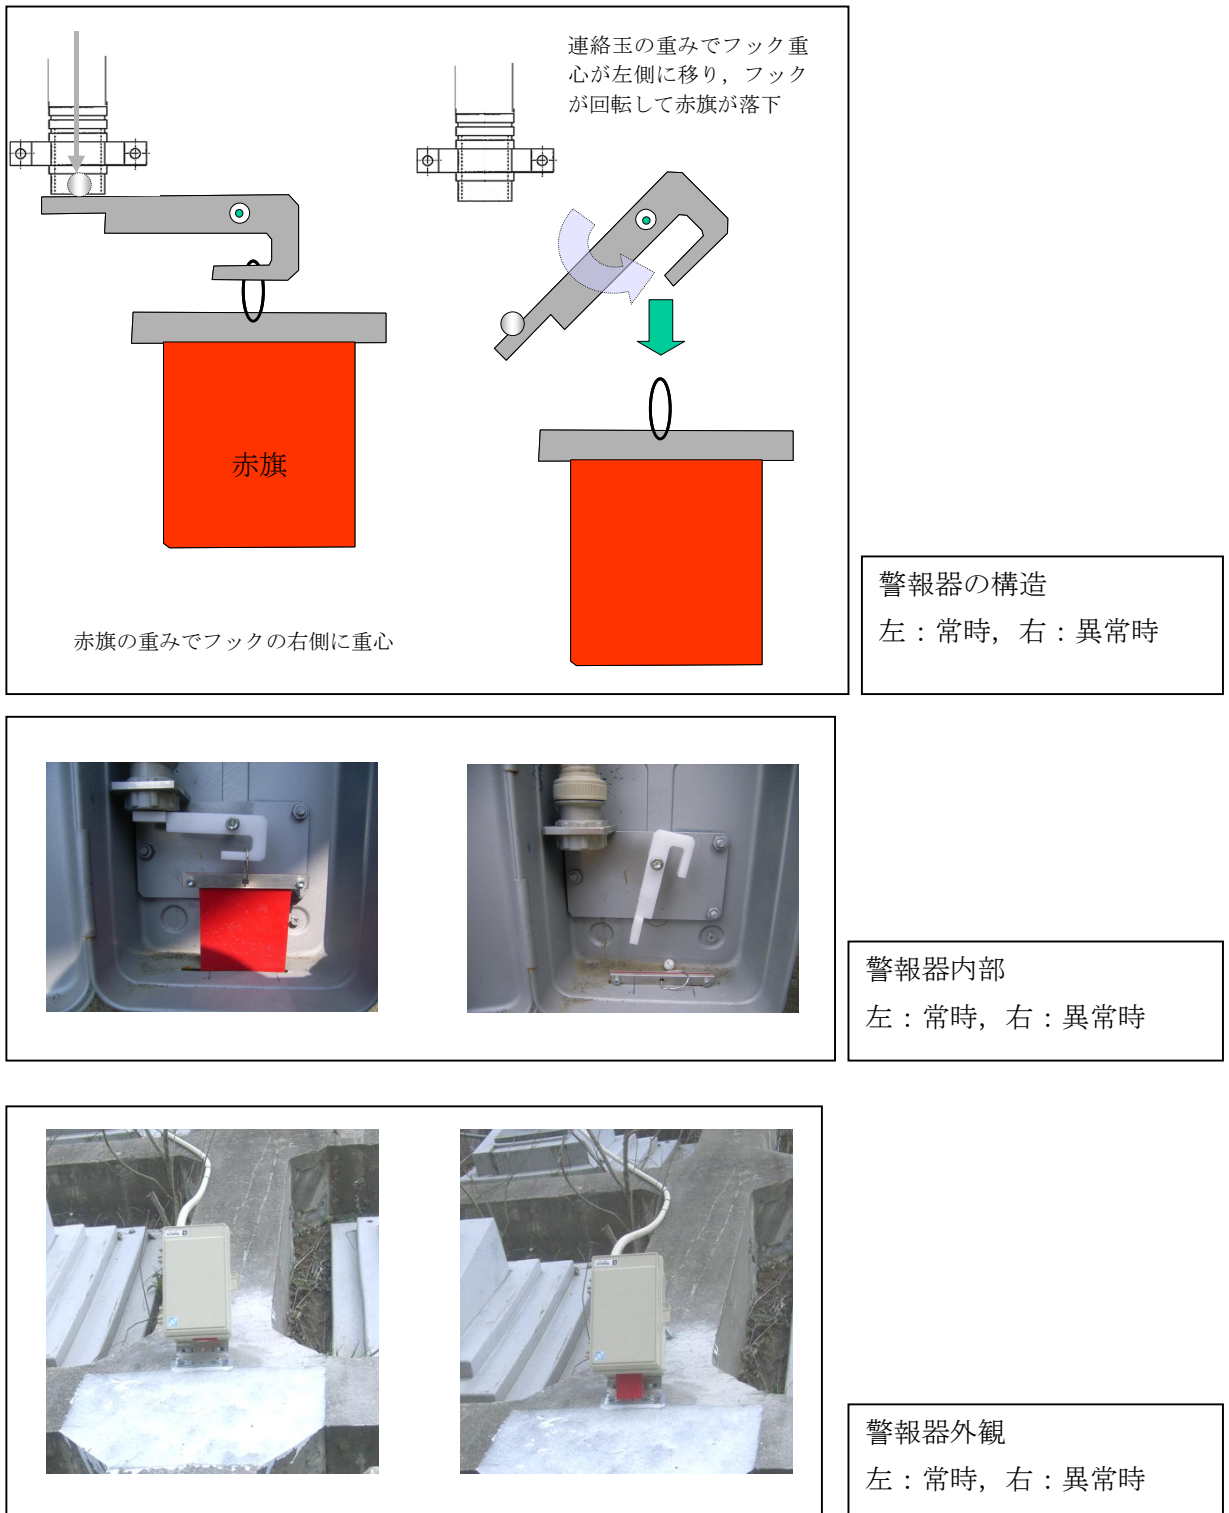 連絡玉の重みでフック重
心が左側に移り，フック
が回転して赤旗が落下
赤旗
赤旗の重みでフックの右側に重心
警報器の構造
左：常時，右：異常時
警報器内部
左：常時，右：異常時
警報器外観
左：常時，右：異常時